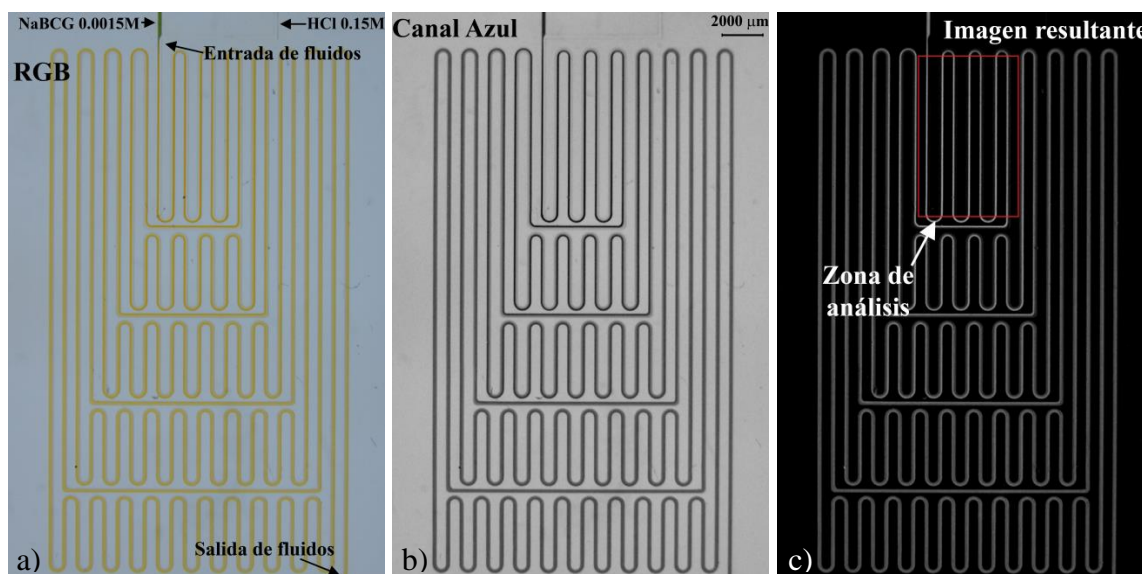 NaBCG 0.0015M
HCl 0.15M
Entrada de fluidos
RGB
Salida de fluidos
a)
Canal Azul
2000 µm
b)
Imagen resultante
Zona de
análisis
c)